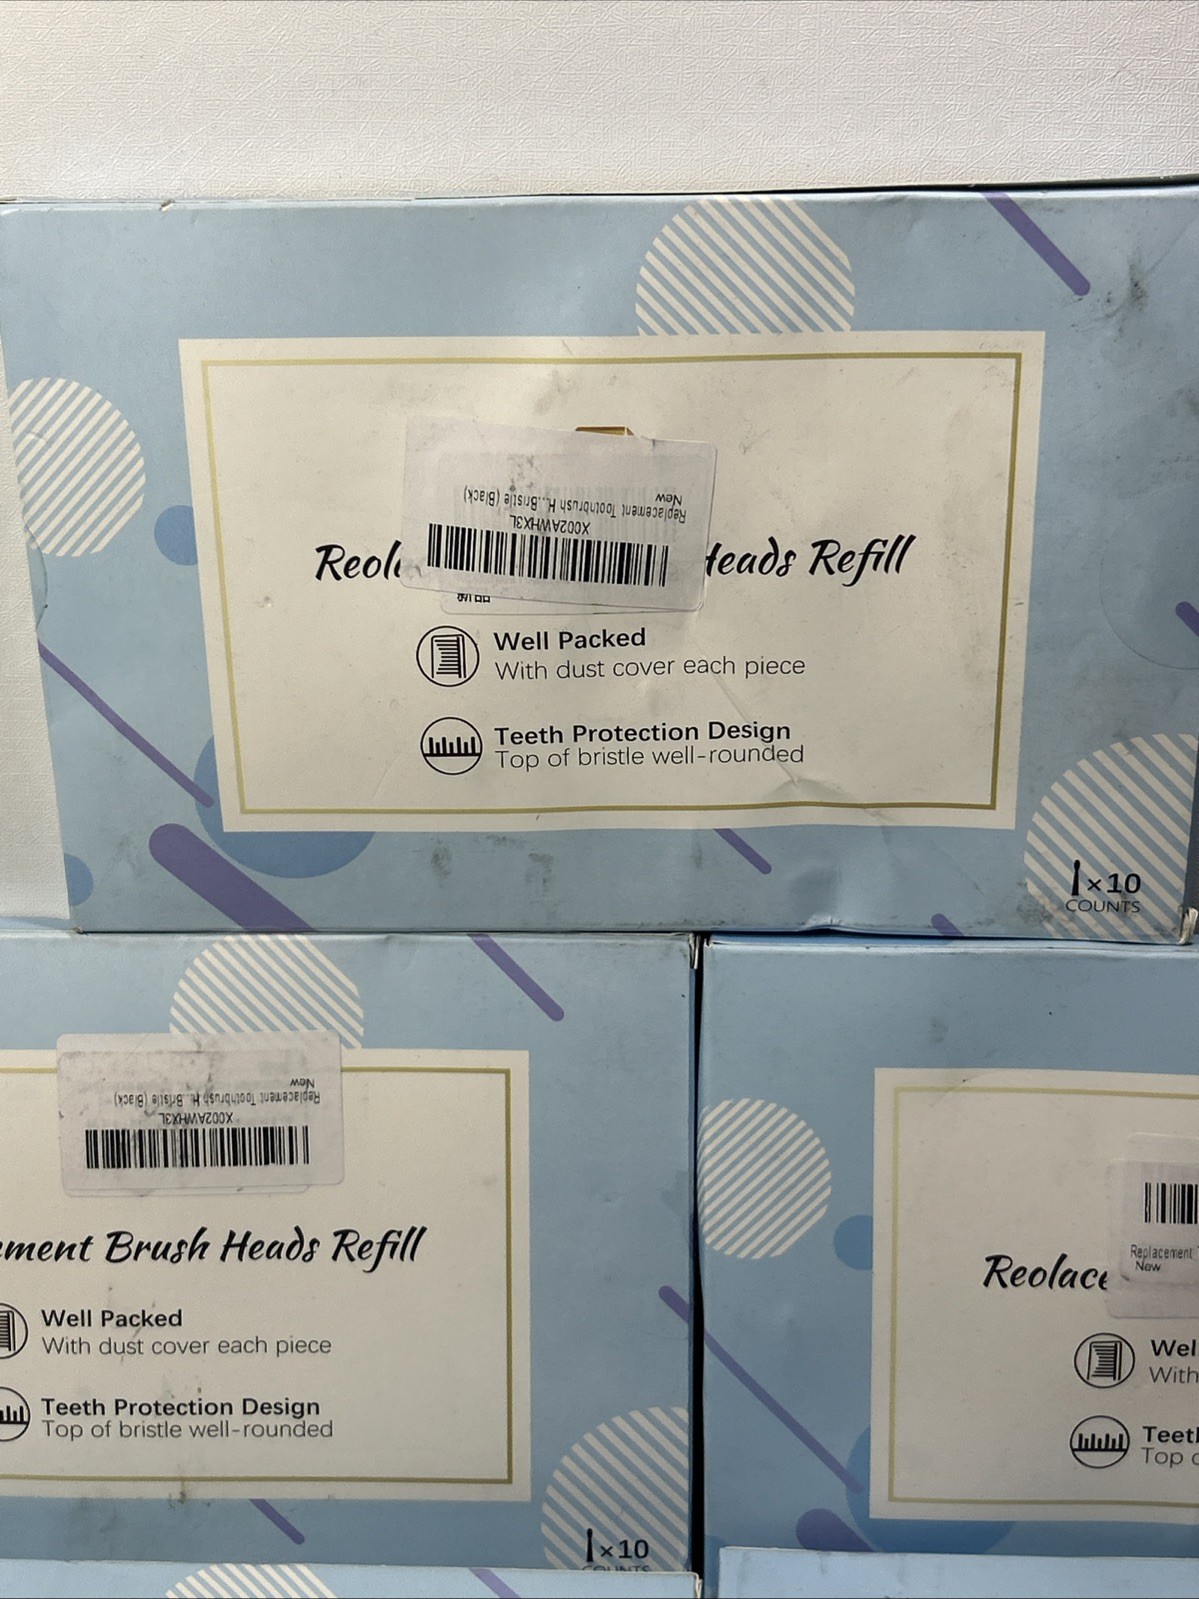 New
Replacement Toothbrush H...Bristle (Black)
X002AWHX3L
Reol
Heads Refill
Well Packed
With dust cover each piece
Teeth Protection Design
Top of bristle well-rounded
×10
COUNTS
New
Replacement Toothbrush H...Bristle (Black)
X002AWHX3L
ement Brush Heads Refill
Well Packed
With dust cover each piece
Teeth Protection Design
Top of bristle well-rounded
×10
COUNTS
Replacement
New
Reolace
Wel
With
Teeth
Top o